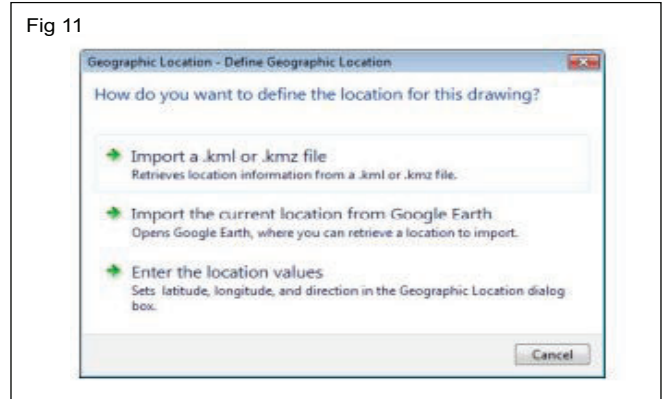 Fig 11
Geographic Location - Define Geographic Location
How do you want to define the location for this drawing?
Import a .kml or .kmz file
Retrieves location information from a .kml or .kmz file.
Import the current location from Google Earth
Opens Google Earth, where you can retrieve a location to import.
Enter the location values
Sets latitude, longitude, and direction in the Geographic Location dialog
box.
Cancel